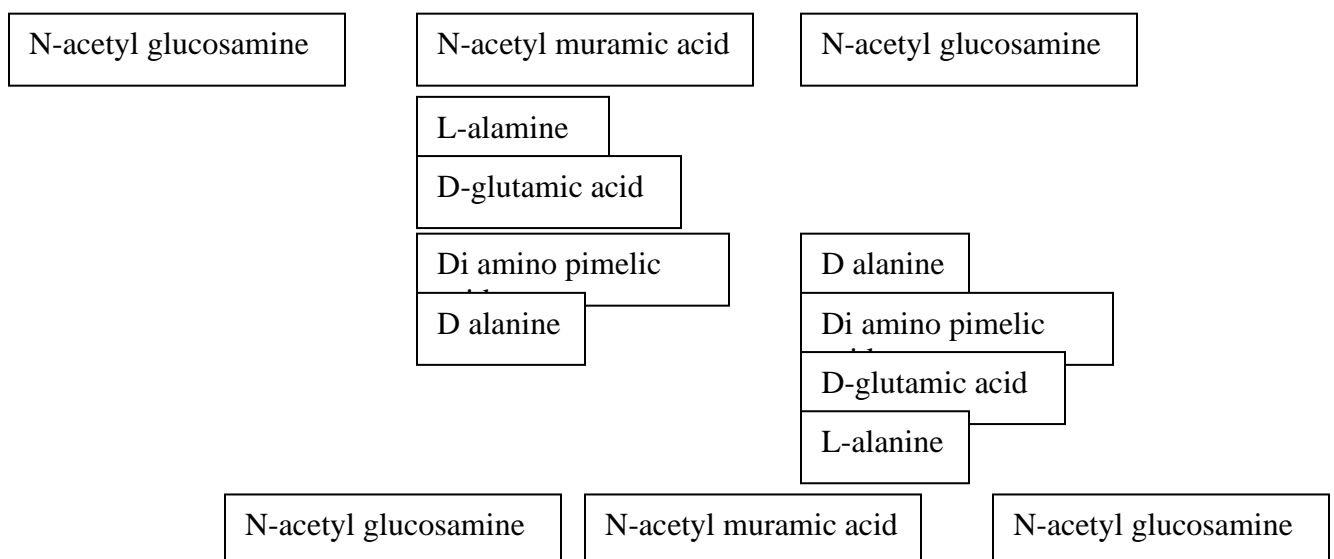 N-acetyl glucosamine
N-acetyl muramic acid
N-acetyl glucosamine
L-alamine
D-glutamic acid
Di amino pimelic
D alanine
D alanine
Di amino pimelic
D-glutamic acid
L-alanine
N-acetyl glucosamine
N-acetyl muramic acid
N-acetyl glucosamine